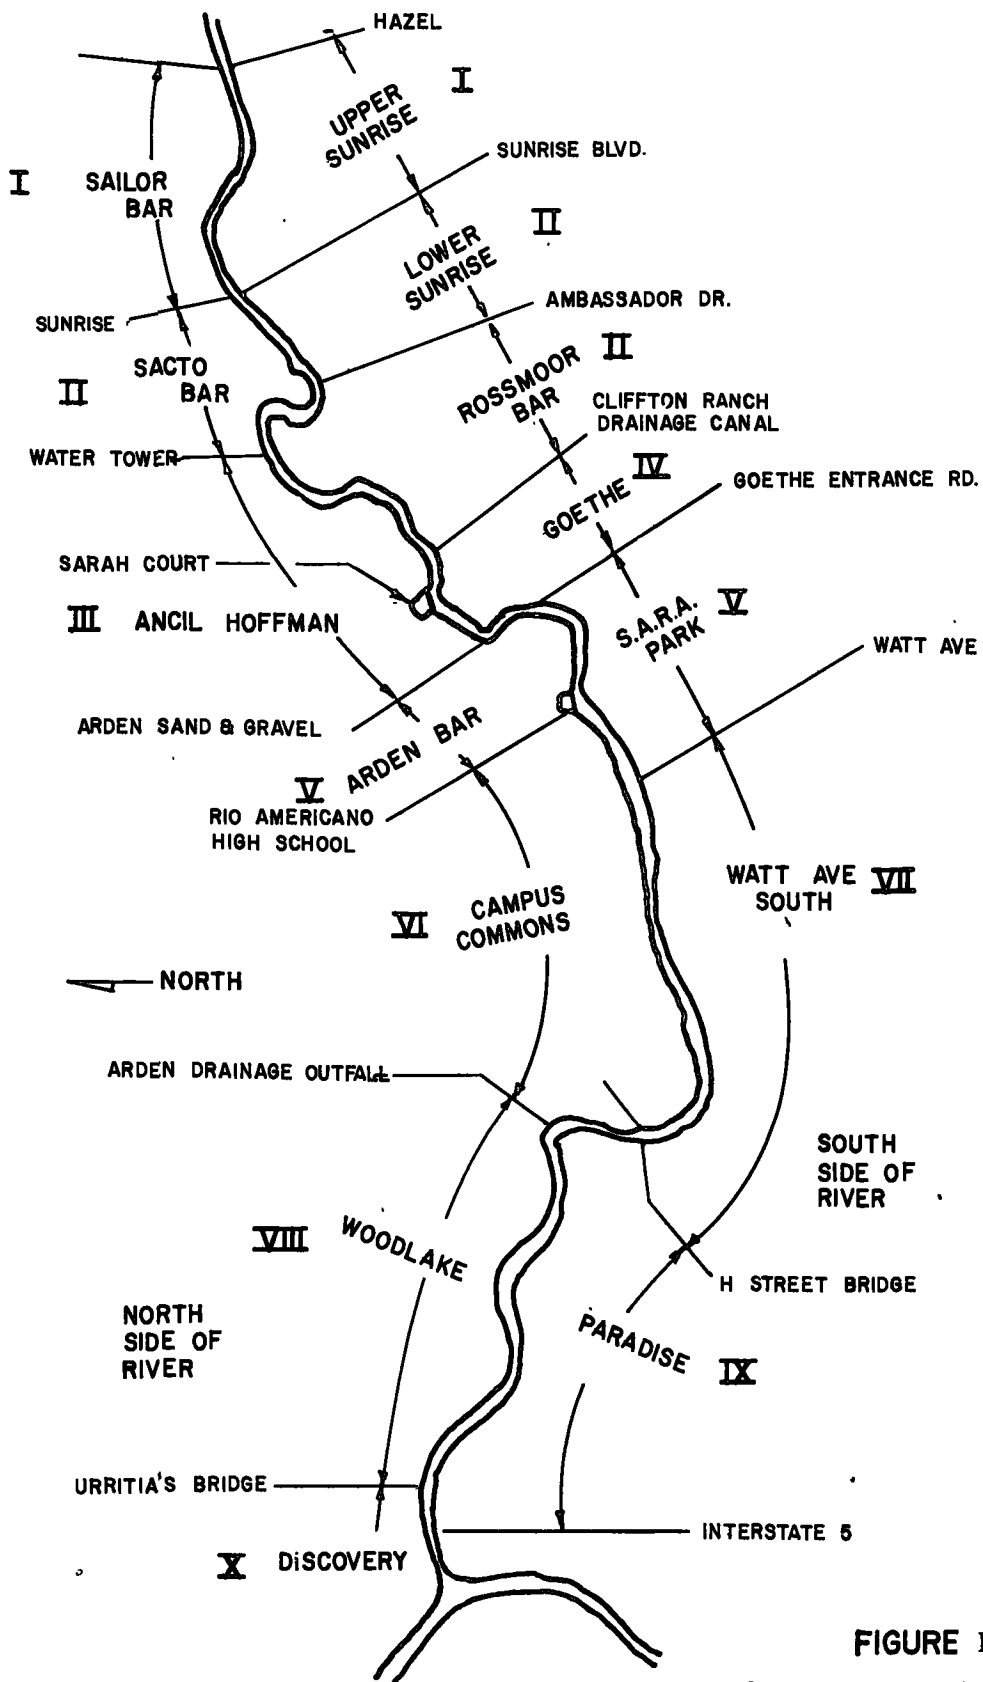 HAZEL
I
UPPER
SUNRISE
SUNRISE BLVD.
I
SAILOR
BAR
II
LOWER
SUNRISE
AMBASSADOR DR.
SUNRISE
II
SACTO
BAR
II
ROSSMOOR
BAR
CLIFFTON RANCH
DRAINAGE CANAL
WATER TOWER
IV
GOETHE
GOETHE ENTRANCE RD.
SARAH COURT
III ANCIL HOFFMAN
V
S.A.R.A.
PARK
WATT AVE
ARDEN SAND & GRAVEL
V ARDEN BAR
RIO AMERICANO
HIGH SCHOOL
WATT AVE VII
SOUTH
VI CAMPUS
COMMONS
NORTH
ARDEN DRAINAGE OUTFALL
SOUTH
SIDE OF
RIVER
VIII WOODLAKE
H STREET BRIDGE
NORTH
SIDE OF
RIVER
PARADISE IX
URRITIA'S BRIDGE
INTERSTATE 5
X DiSCOVERY
FIGURE I